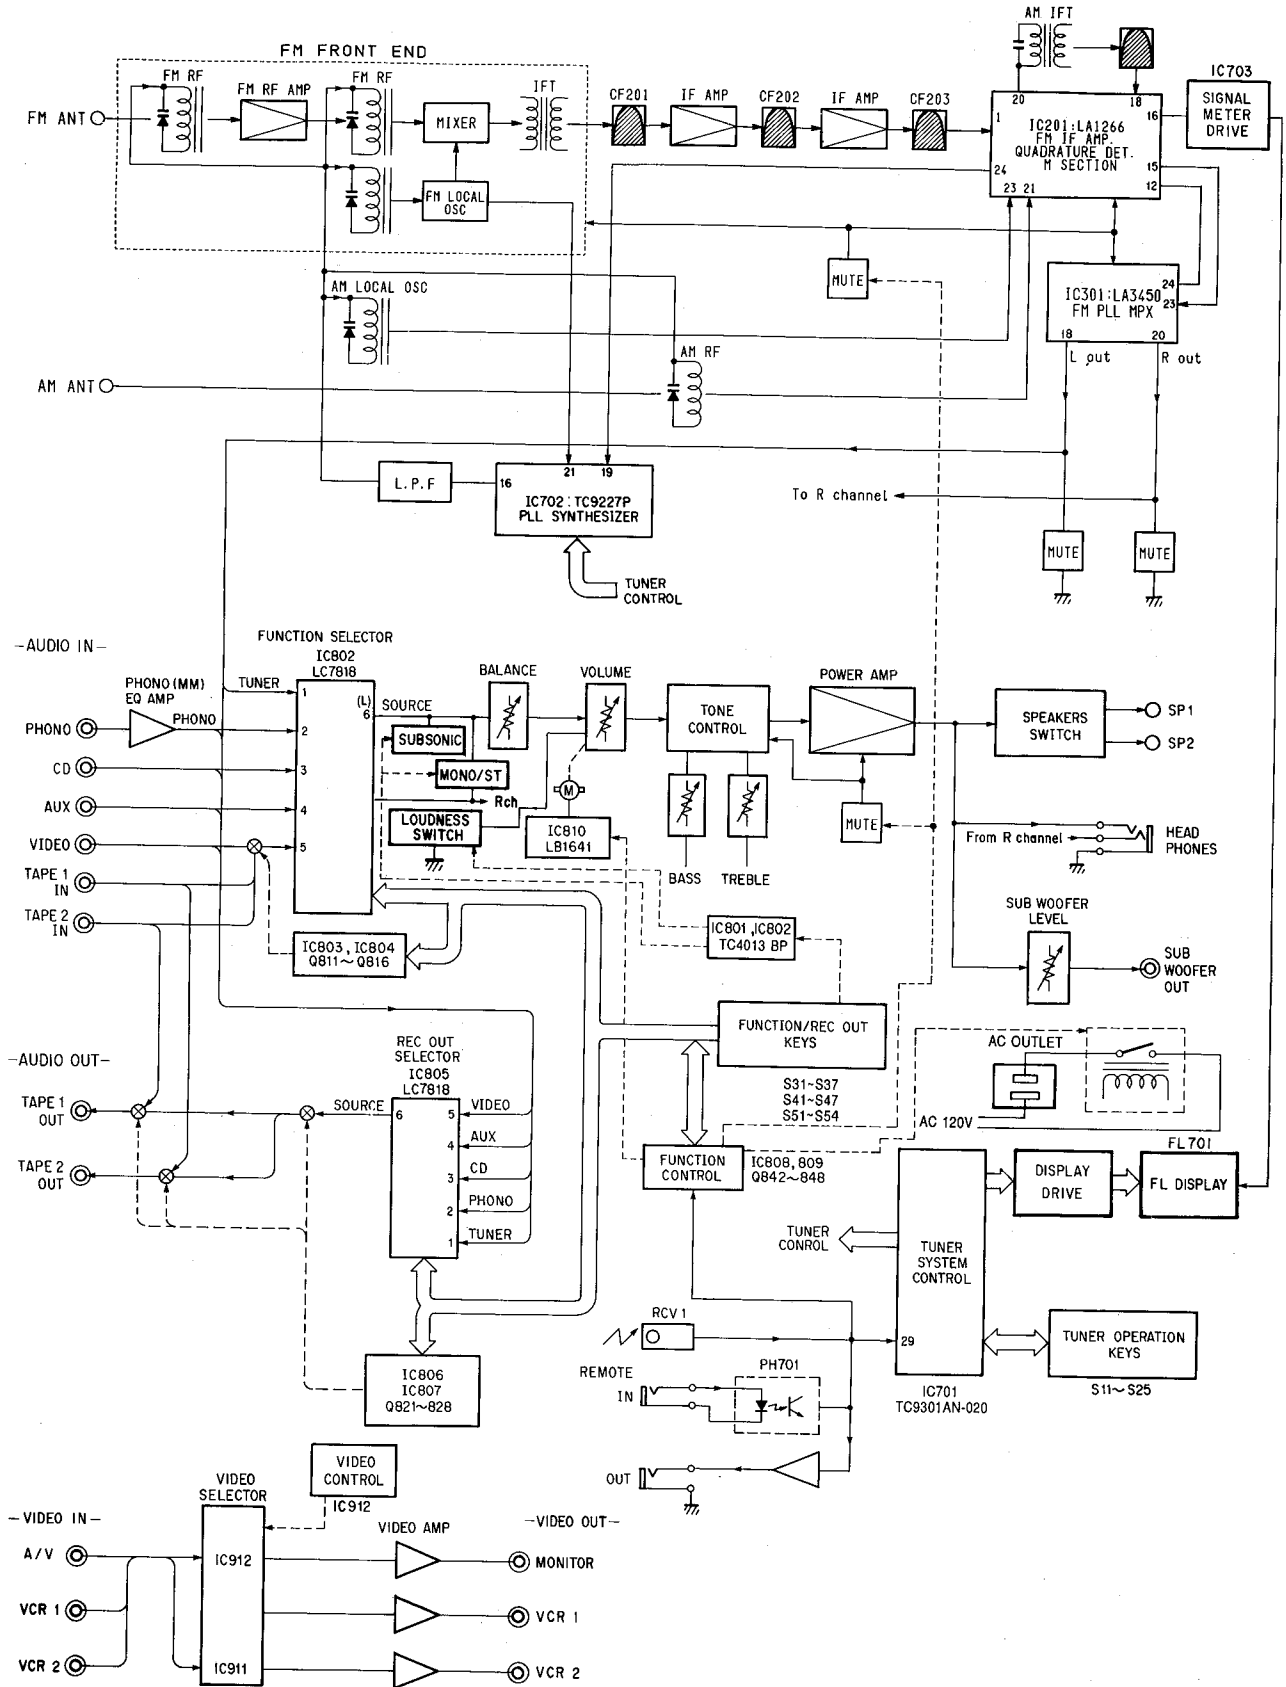 AM IFT
FM FRONT END
IC703
FM RF
FM RF AMP
FM RF
IFT
CF201
IF AMP
CF202
IF AMP
CF203
20
18
SIGNAL
METER
DRIVE
FM ANT
MIXER
1
IC201:LA1266
FM IF AMP.
QUADRATURE DET.
M SECTION
16
15
24
12
23 21
FM LOCAL
OSC
MUTE
AM LOCAL OSC
IC301:LA3450
FM PLL MPX
24
23
18
20
L out
R out
AM RF
AM ANT
L.P.F
16
21
19
IC702:TC9227P
PLL SYNTHESIZER
To R channel
MUTE
MUTE
TUNER
CONTROL
-AUDIO IN-
FUNCTION SELECTOR
IC802
LC7818
PHONO (MM)
EQ AMP
TUNER
1
(L)
6
SOURCE
BALANCE
VOLUME
POWER AMP
PHONO
PHONO
2
SUBSONIC
TONE
CONTROL
SPEAKERS
SWITCH
SP1
SP2
CD
3
MONO/ST
M
Rch
AUX
4
LOUDNESS
SWITCH
IC810
LB1641
MUTE
VIDEO
5
From R channel
HEAD
PHONES
TAPE 1
IN
BASS
TREBLE
TAPE 2
IN
SUB WOOFER
LEVEL
IC801,IC802
TC4013 BP
IC803, IC804
Q811~Q816
SUB
WOOFER
OUT
FUNCTION/REC OUT
KEYS
-AUDIO OUT-
REC OUT
SELECTOR
IC805
LC7818
AC OUTLET
S31~S37
S41~S47
S51~S54
TAPE 1
OUT
SOURCE
6
5
VIDEO
AC 120V
4
AUX
TAPE 2
OUT
3
CD
FUNCTION
CONTROL
IC808, 809
Q842~848
FL701
2
PHONO
DISPLAY
DRIVE
FL DISPLAY
1
TUNER
TUNER
CONROL
TUNER
SYSTEM
CONTROL
RCV 1
29
TUNER OPERATION
KEYS
REMOTE
IN
PH701
IC806
IC807
Q821~828
IC701
TC9301AN-020
S11~S25
OUT
VIDEO
CONTROL
IC912
VIDEO
SELECTOR
-VIDEO IN-
VIDEO AMP
-VIDEO OUT-
A/V
IC912
MONITOR
VCR 1
VCR 1
VCR 2
IC911
VCR 2